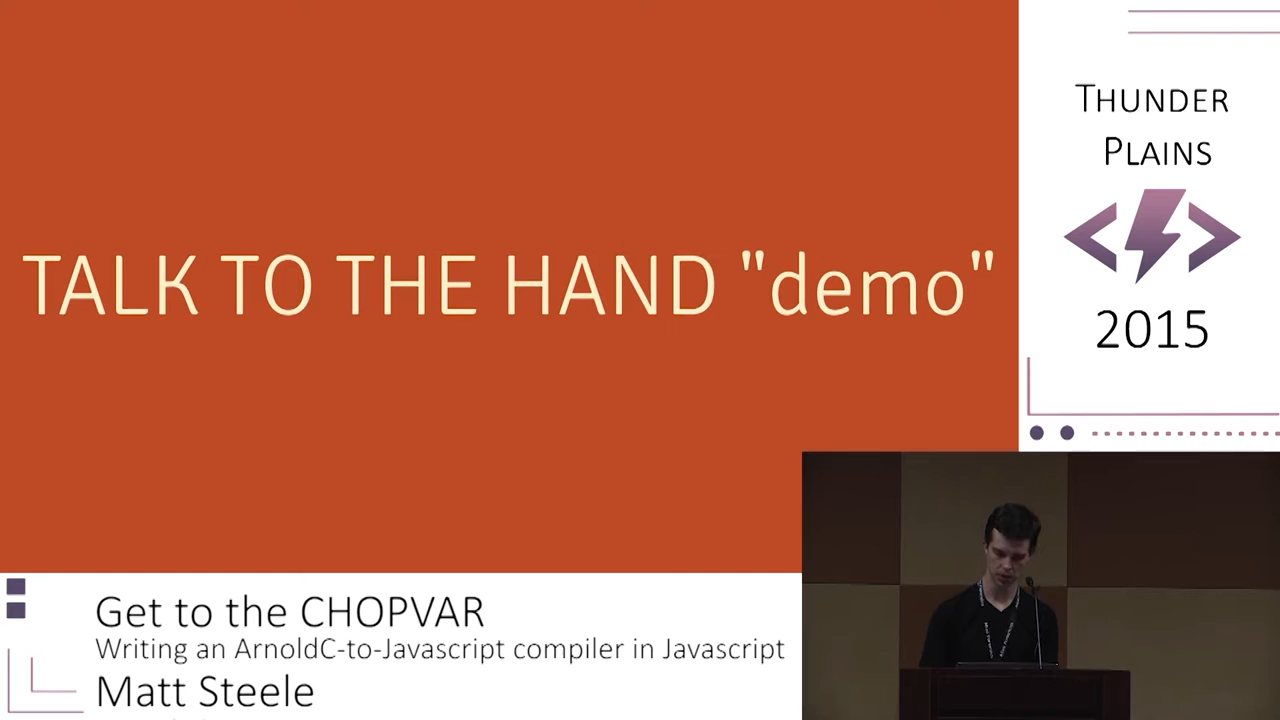 TALK TO THE HAND "demo"
THUNDER
PLAINS
2015
Get to the CHOPVAR
Writing an ArnoldC-to-Javascript compiler in Javascript
Matt Steele